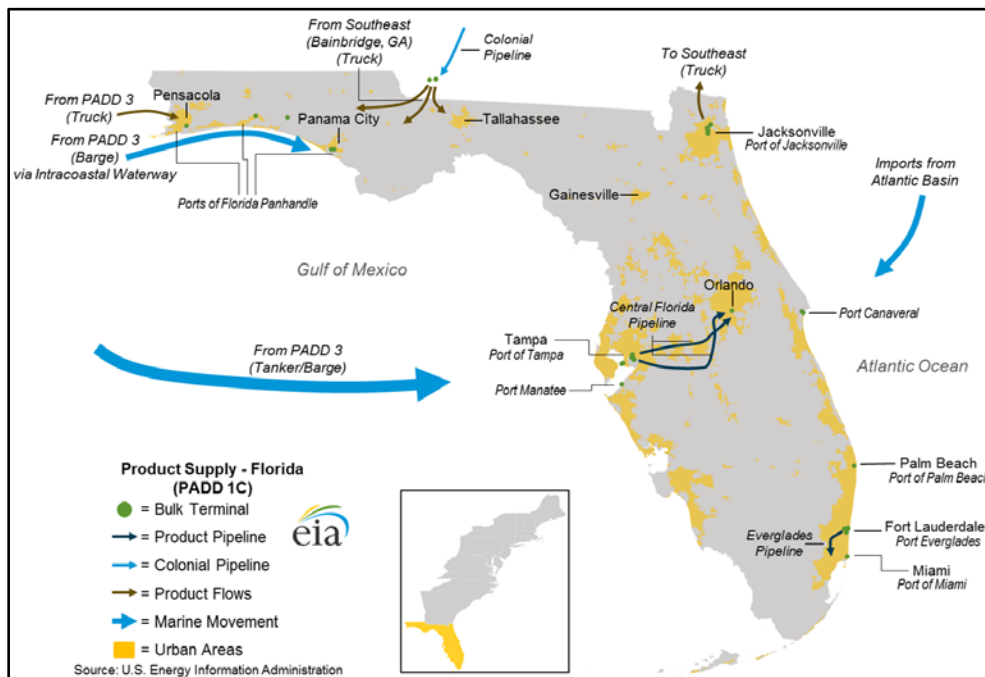 From Southeast
(Bainbridge, GA)
(Truck)
Colonial
Pipeline
To Southeast
(Truck)
From PADD 3
(Truck)
Pensacola
Panama City
Tallahassee
Jacksonville
Port of Jacksonville
From PADD 3
(Barge)
via Intracoastal Waterway
Ports of Florida Panhandle
Imports from
Atlantic Basin
Gainesville
Gulf of Mexico
Orlando
Central Florida
Pipeline
Port Canaveral
Tampa
Port of Tampa
From PADD 3
(Tanker/Barge)
Atlantic Ocean
Port Manatee
Product Supply - Florida
(PADD 1C)
= Bulk Terminal
= Product Pipeline
= Colonial Pipeline
= Product Flows
= Marine Movement
= Urban Areas
Source: U.S. Energy Information Administration
eia
Palm Beach
Port of Palm Beach
Everglades
Pipeline
Fort Lauderdale
Port Everglades
Miami
Port of Miami